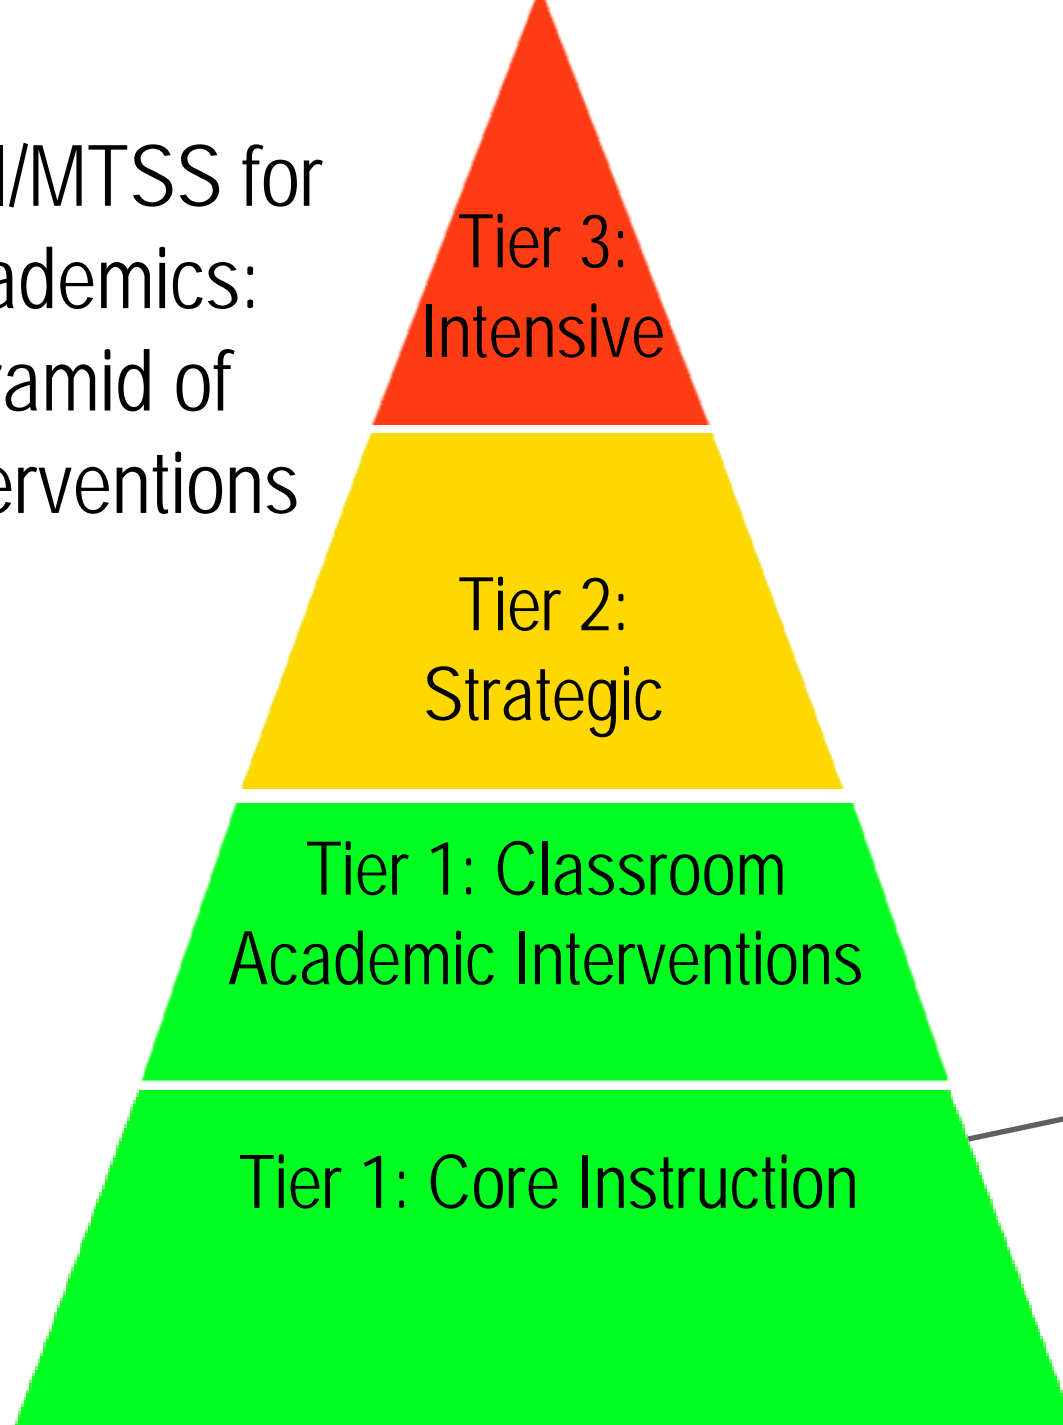 I/MTSS for
ademics:
ramid of
erventions
Tier 3:
Intensive
Tier 2:
Strategic
Tier 1: Classroom
Academic Interventions
Tier 1: Core Instruction